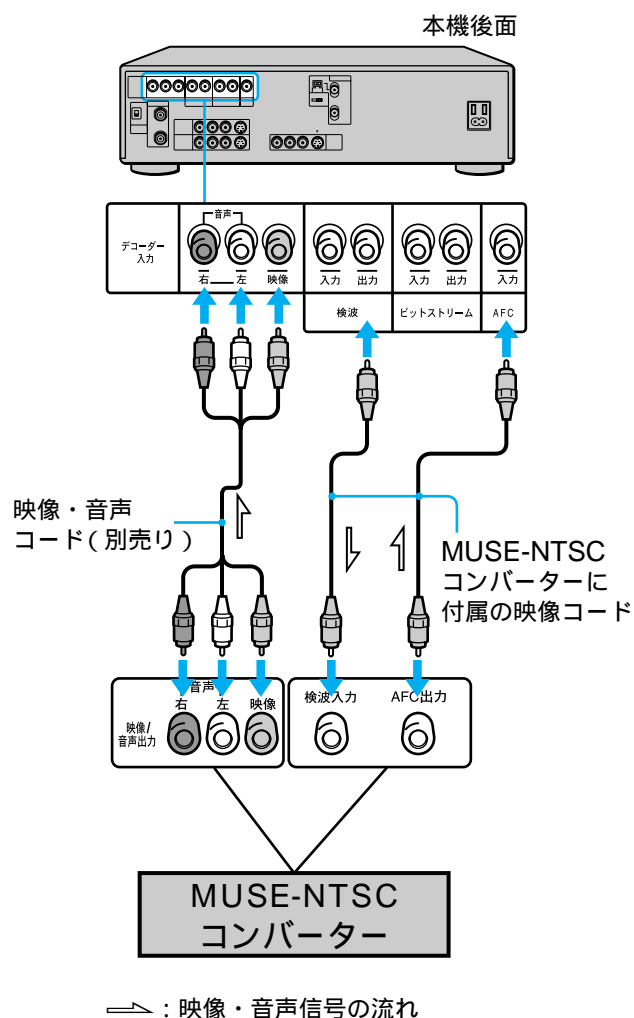 本機後面
デコーダー
入力
音声
右 左 映像
入力 出力
検波
入力 出力
ビットストリーム
入力
AFC
映像・音声
コード(別売り)
MUSE-NTSC
コンバーターに
付属の映像コード
映像/
音声出力
音声
右 左 映像
検波入力 AFC出力
MUSE-NTSC
コンバーター
:映像・音声信号の流れ